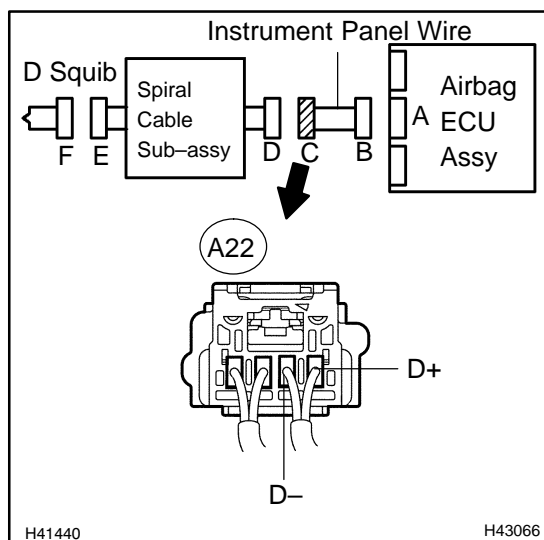 Instrument Panel Wire
D Squib
Spiral
Cable
Sub–assy
Airbag
ECU
Assy
A
F
E
D
C
B
A22
D+
D–
H41440
H43066